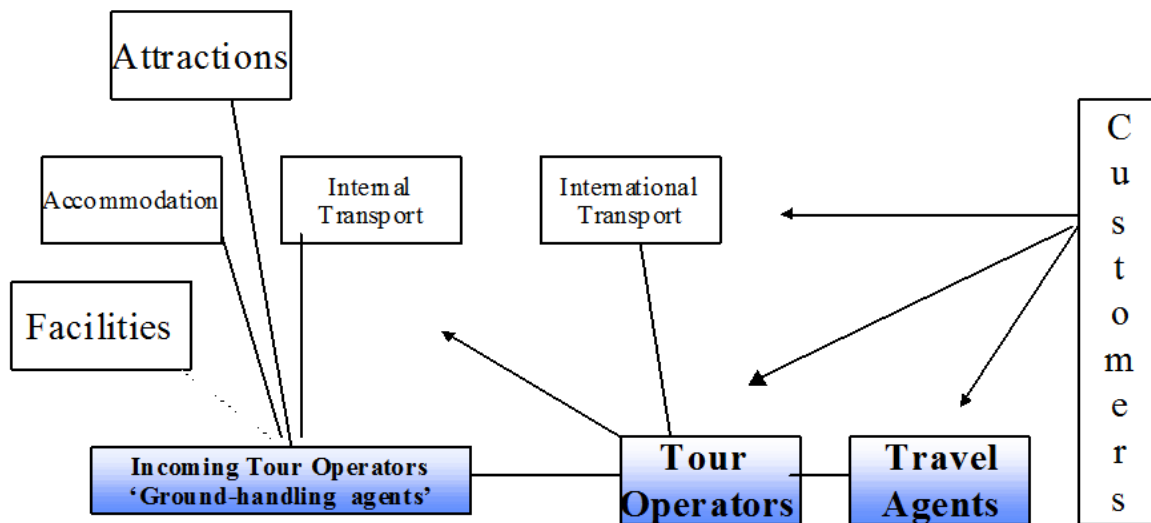 Attractions
Accommodation
Internal
Transport
International
Transport
Facilities
Incoming Tour Operators
‘Ground-handling agents’
Tour
Operators
Travel
Agents
C
u
s
t
o
m
e
r
s